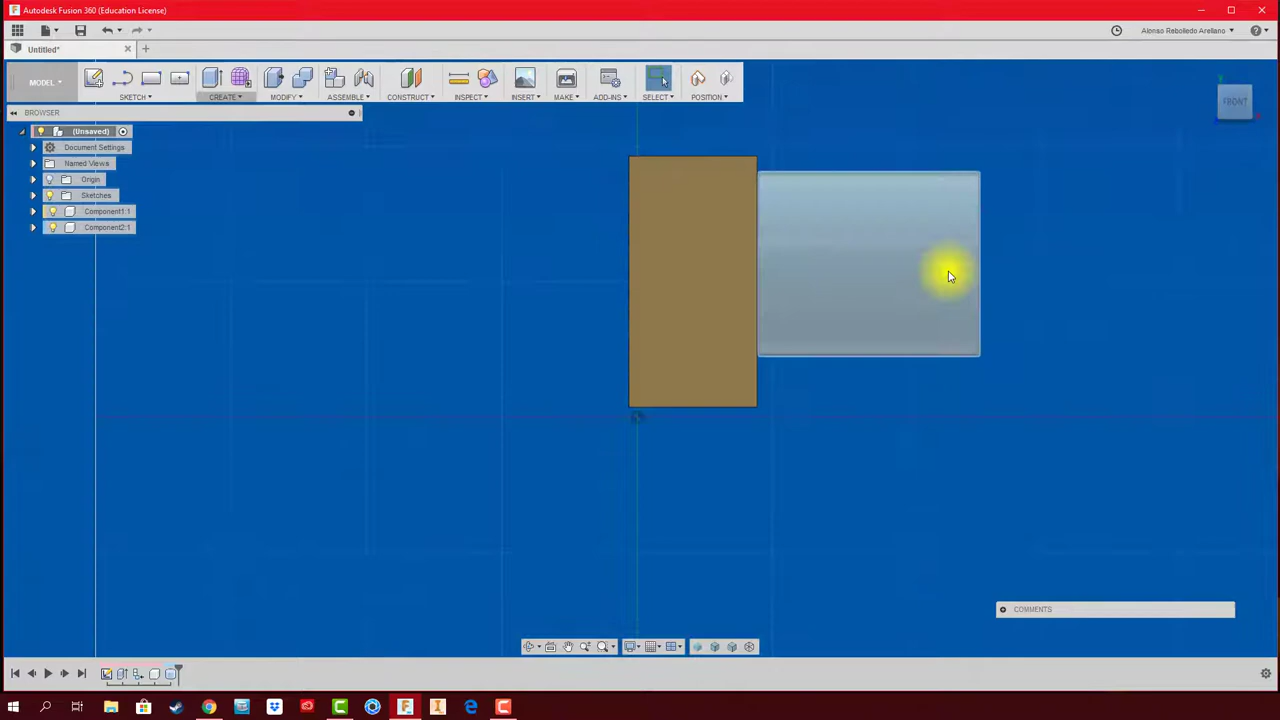 Autodesk Fusion 360 (Education License)
Alonso Rebolledo Arellano
Untitled*
MODEL
SKETCH
CREATE
MODIFY
ASSEMBLE
CONSTRUCT
INSPECT
INSERT
MAKE
ADD-INS
SELECT
POSITION
BROWSER
FRONT
(Unsaved)
Document Settings
Named Views
Origin
Sketches
Component1:1
Component2:1
COMMENTS